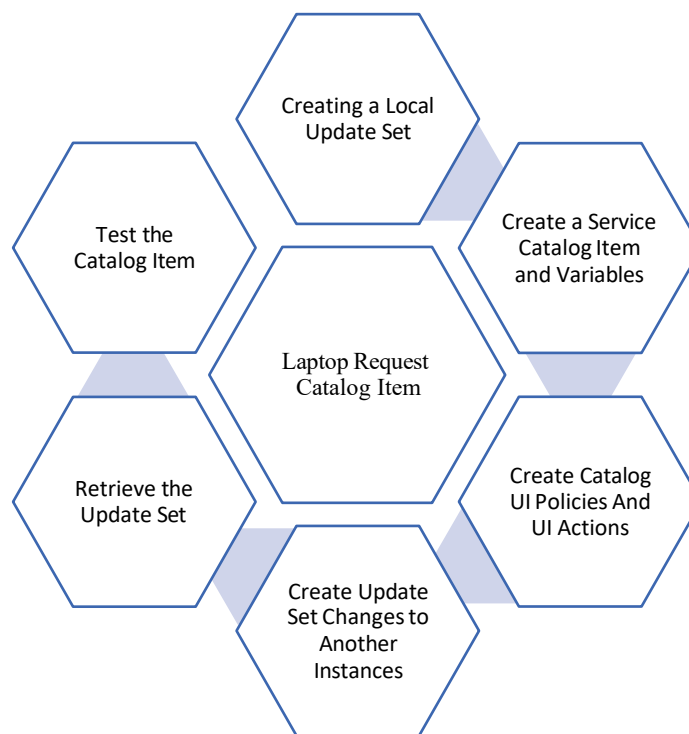 Creating a Local
Update Set
Create a Service
Catalog Item
and Variables
Create Catalog
UI Policies And
UI Actions
Create Update
Set Changes to
Another
Instances
Retrieve the
Update Set
Test the
Catalog Item
Laptop Request
Catalog Item